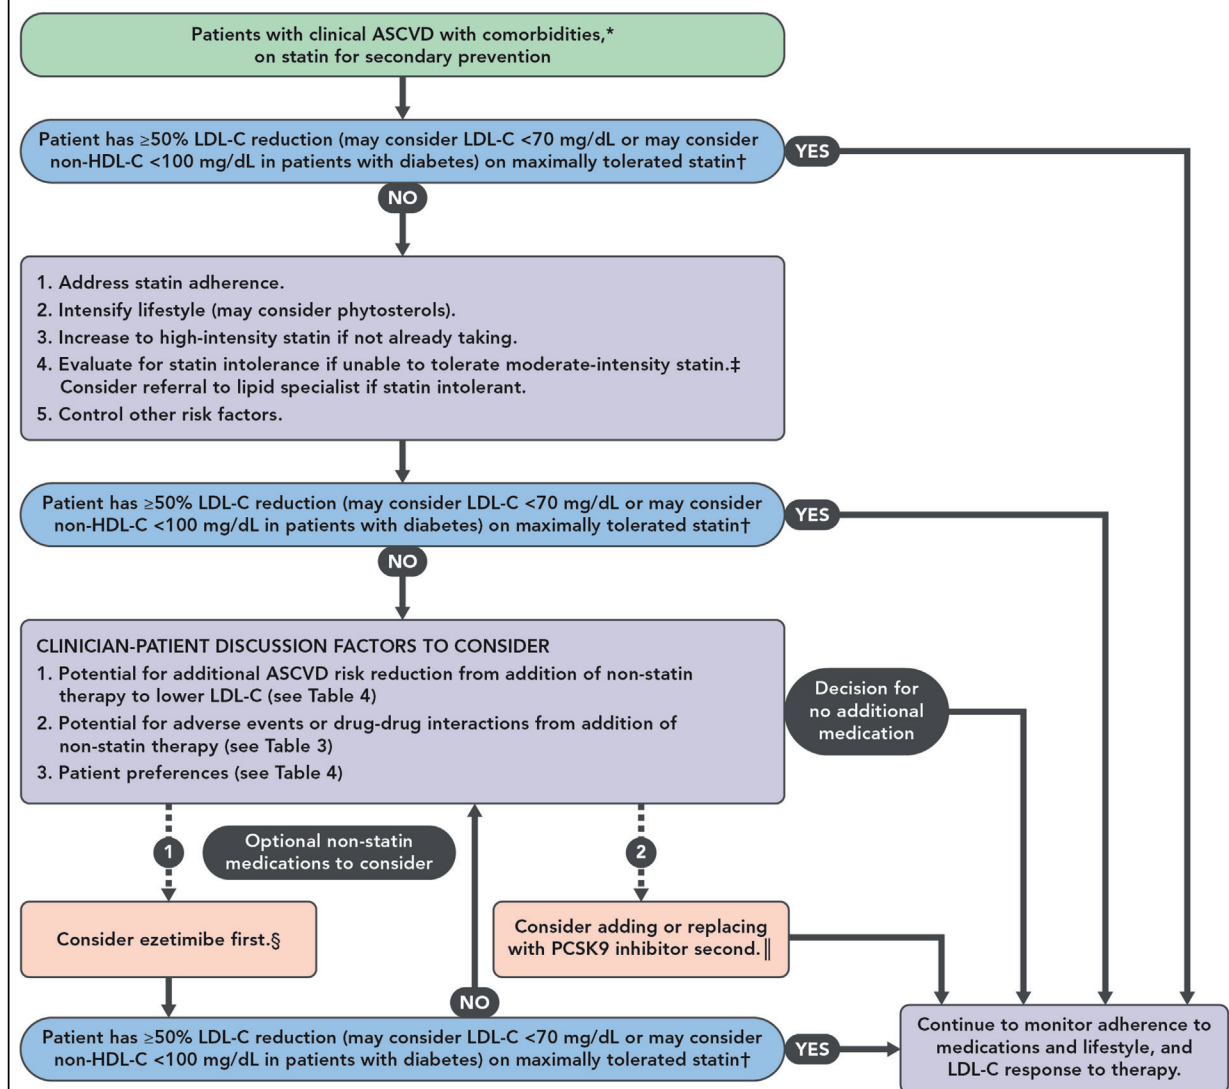 Patients with clinical ASCVD with comorbidities,*
on statin for secondary prevention
Patient has ≥50% LDL-C reduction (may consider LDL-C <70 mg/dL or may consider
non-HDL-C <100 mg/dL in patients with diabetes) on maximally tolerated statin†
YES
NO
1. Address statin adherence.
2. Intensify lifestyle (may consider phytosterols).
3. Increase to high-intensity statin if not already taking.
4. Evaluate for statin intolerance if unable to tolerate moderate-intensity statin.‡
Consider referral to lipid specialist if statin intolerant.
5. Control other risk factors.
Patient has ≥50% LDL-C reduction (may consider LDL-C <70 mg/dL or may consider
non-HDL-C <100 mg/dL in patients with diabetes) on maximally tolerated statin†
YES
NO
CLINICIAN-PATIENT DISCUSSION FACTORS TO CONSIDER
1. Potential for additional ASCVD risk reduction from addition of non-statin
therapy to lower LDL-C (see Table 4)
2. Potential for adverse events or drug-drug interactions from addition of
non-statin therapy (see Table 3)
3. Patient preferences (see Table 4)
Decision for
no additional
medication
1
Optional non-statin
medications to consider
2
Consider ezetimibe first.§
Consider adding or replacing
with PCSK9 inhibitor second.‖
NO
Patient has ≥50% LDL-C reduction (may consider LDL-C <70 mg/dL or may consider
non-HDL-C <100 mg/dL in patients with diabetes) on maximally tolerated statin†
YES
Continue to monitor adherence to
medications and lifestyle, and
LDL-C response to therapy.